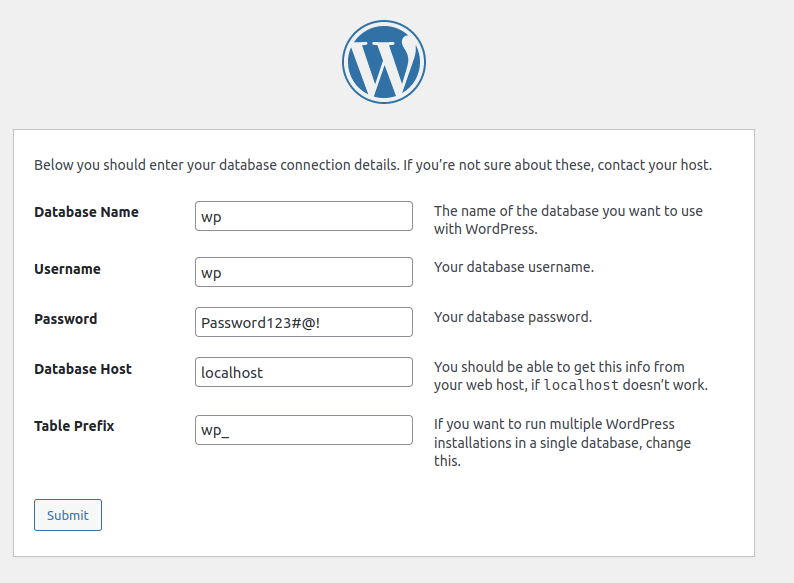 Below you should enter your database connection details. If you’re not sure about these, contact your host.
Database Name
wp
The name of the database you want to use
with WordPress.
Username
wp
Your database username.
Password
Password123#@!
Your database password.
Database Host
localhost
You should be able to get this info from
your web host, if localhost doesn’t work.
Table Prefix
wp_
If you want to run multiple WordPress
installations in a single database, change
this.
Submit